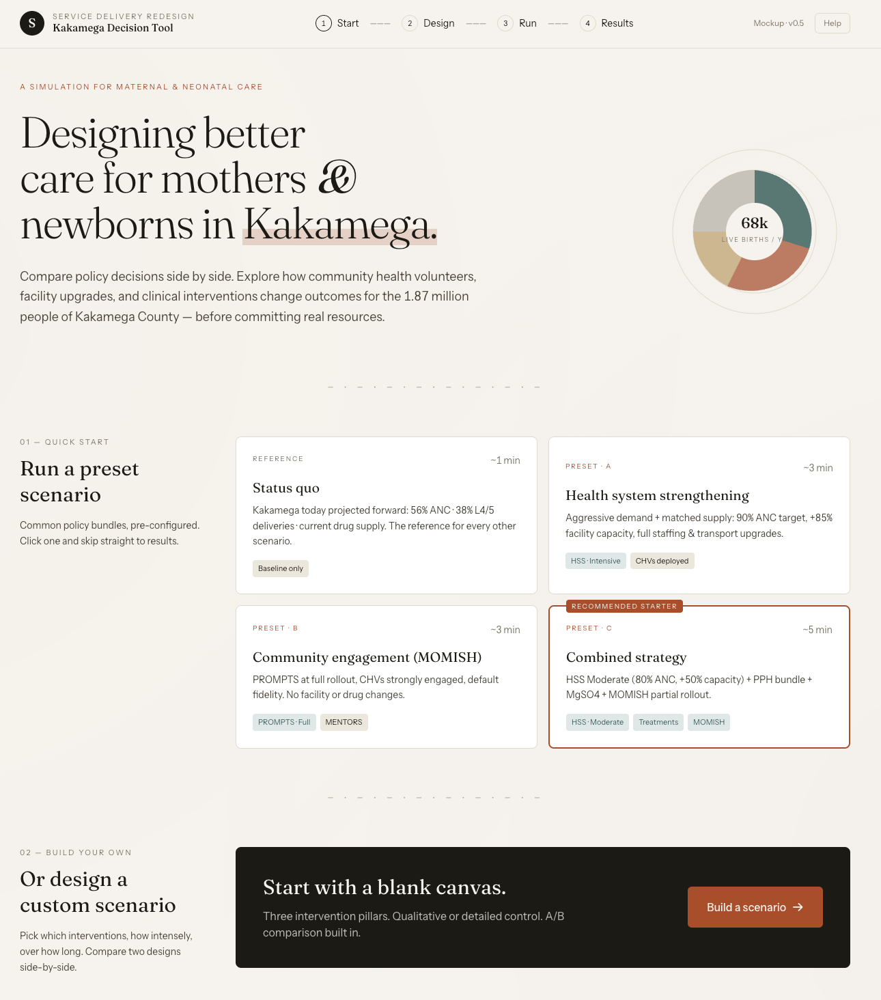 S
SERVICE DELIVERY REDESIGN
Kakamega Decision Tool
1 Start ——— 2 Design ——— 3 Run ——— 4 Results
Mockup · v0.5
Help
A SIMULATION FOR MATERNAL & NEONATAL CARE
Designing better
care for mothers &
newborns in Kakamega.
Compare policy decisions side by side. Explore how community health volunteers,
facility upgrades, and clinical interventions change outcomes for the 1.87 million
people of Kakamega County — before committing real resources.
68k
LIVE BIRTHS / Y
01 — QUICK START
Run a preset
scenario
Common policy bundles, pre-configured.
Click one and skip straight to results.
REFERENCE
~1 min
Status quo
Kakamega today projected forward: 56% ANC · 38% L4/5
deliveries · current drug supply. The reference for every other
scenario.
Baseline only
PRESET · A
~3 min
Health system strengthening
Aggressive demand + matched supply: 90% ANC target, +85%
facility capacity, full staffing & transport upgrades.
HSS · Intensive
CHVs deployed
PRESET · B
~3 min
Community engagement (MOMISH)
PROMPTS at full rollout, CHVs strongly engaged, default
fidelity. No facility or drug changes.
PROMPTS · Full
MENTORS
RECOMMENDED STARTER
PRESET · C
~5 min
Combined strategy
HSS Moderate (80% ANC, +50% capacity) + PPH bundle +
MgSO4 + MOMISH partial rollout.
HSS · Moderate
Treatments
MOMISH
02 — BUILD YOUR OWN
Or design a
custom scenario
Pick which interventions, how intensely,
over how long. Compare two designs
side-by-side.
Start with a blank canvas.
Three intervention pillars. Qualitative or detailed control. A/B
comparison built in.
Build a scenario →